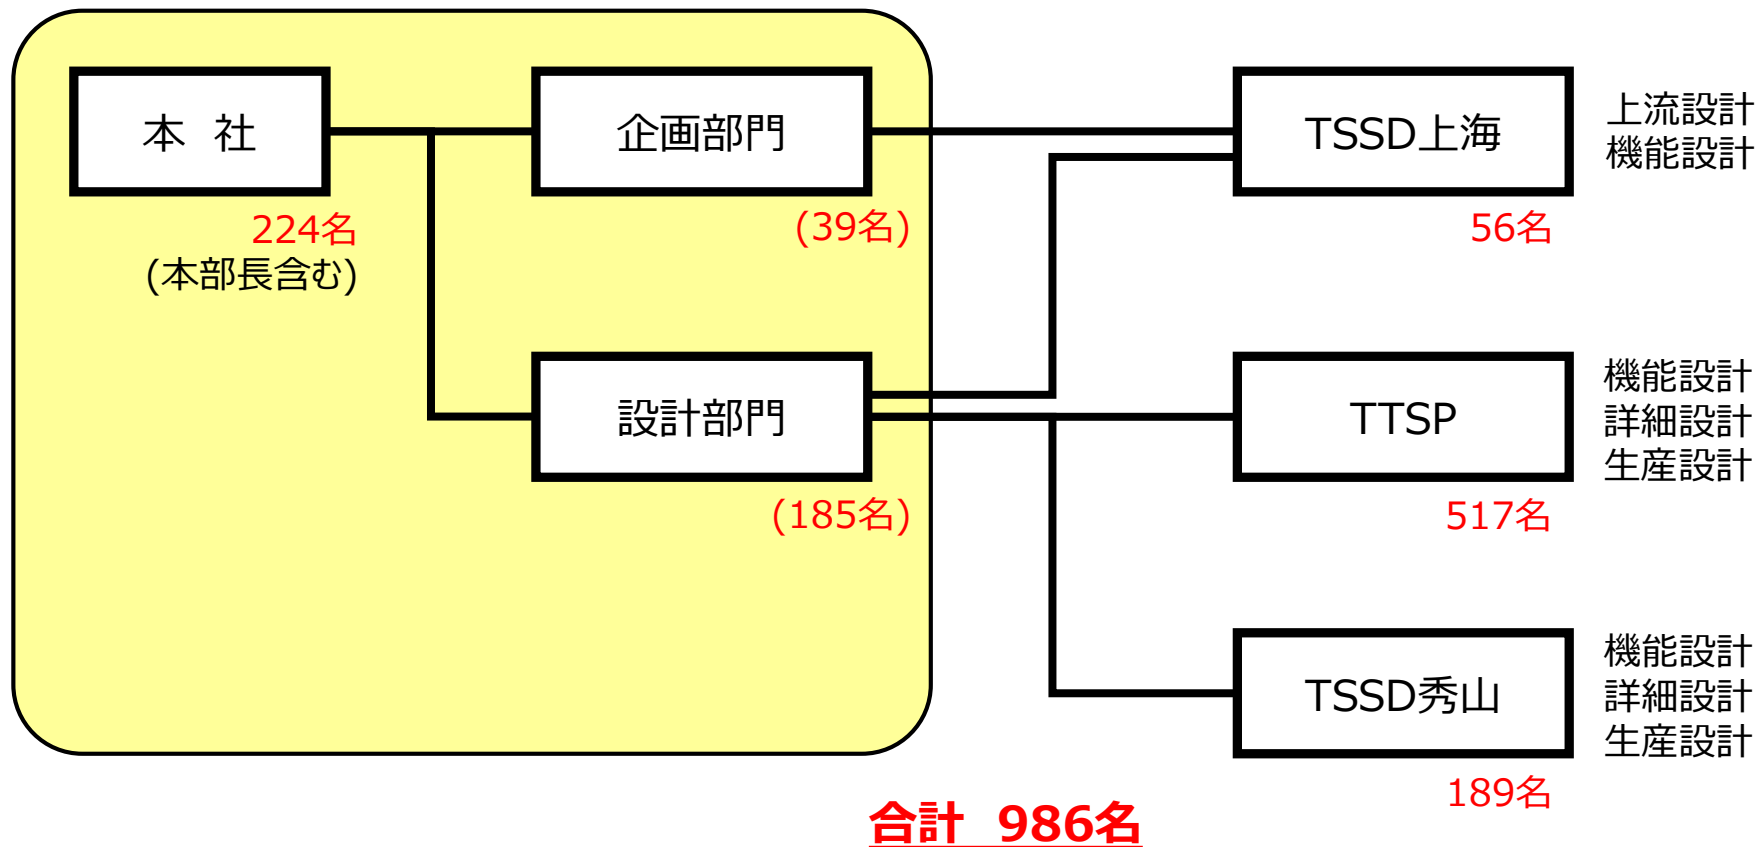 本 社
企画部門
TSSD上海
上流設計
機能設計
224名
(本部長含む)
(39名)
56名
設計部門
TTSP
機能設計
詳細設計
生産設計
(185名)
517名
TSSD秀山
機能設計
詳細設計
生産設計
189名
合計 986名